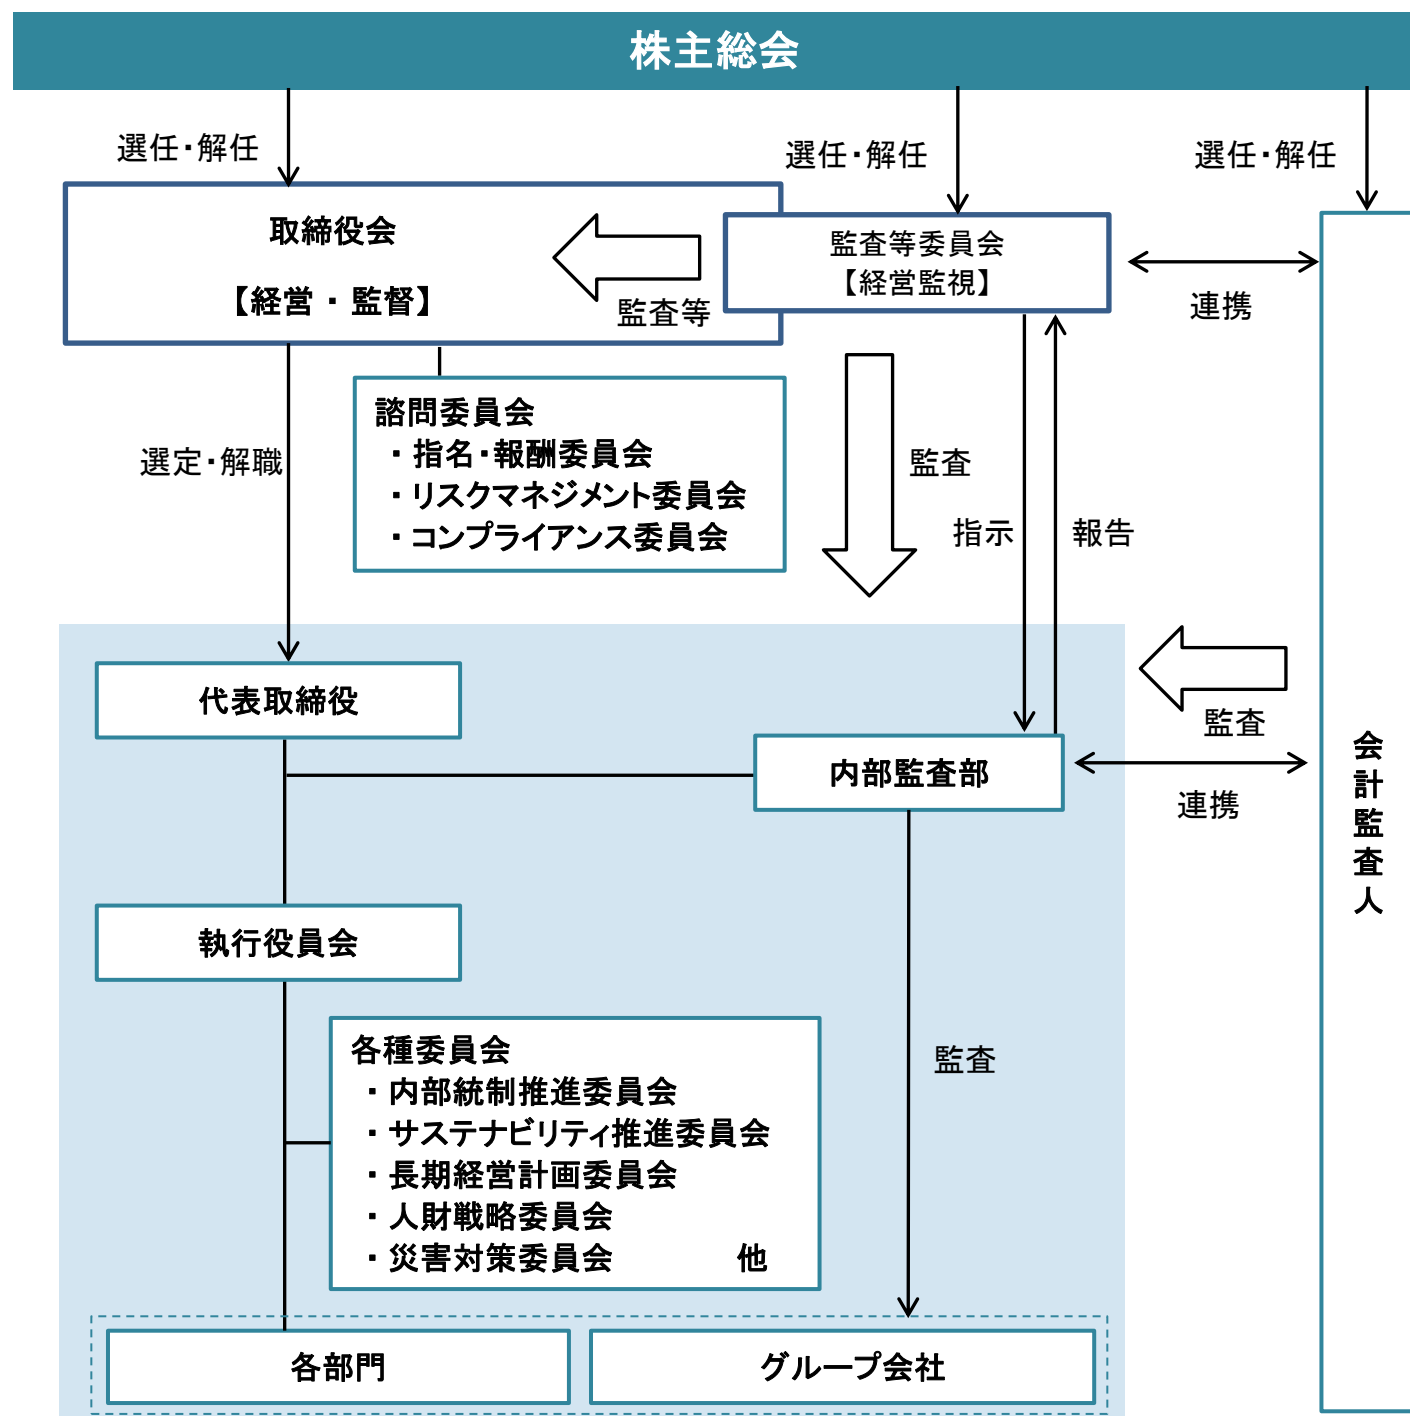 株主総会
選任・解任
選任・解任
選任・解任
取締役会
【経営・監督】
監査等
監査等委員会
【経営監視】
連携
諮問委員会
・指名・報酬委員会
・リスクマネジメント委員会
・コンプライアンス委員会
選定・解職
監査
指示
報告
代表取締役
監査
内部監査部
連携
会計監査人
執行役員会
各種委員会
・内部統制推進委員会
・サステナビリティ推進委員会
・長期経営計画委員会
・人財戦略委員会
・災害対策委員会 他
監査
各部門
グループ会社